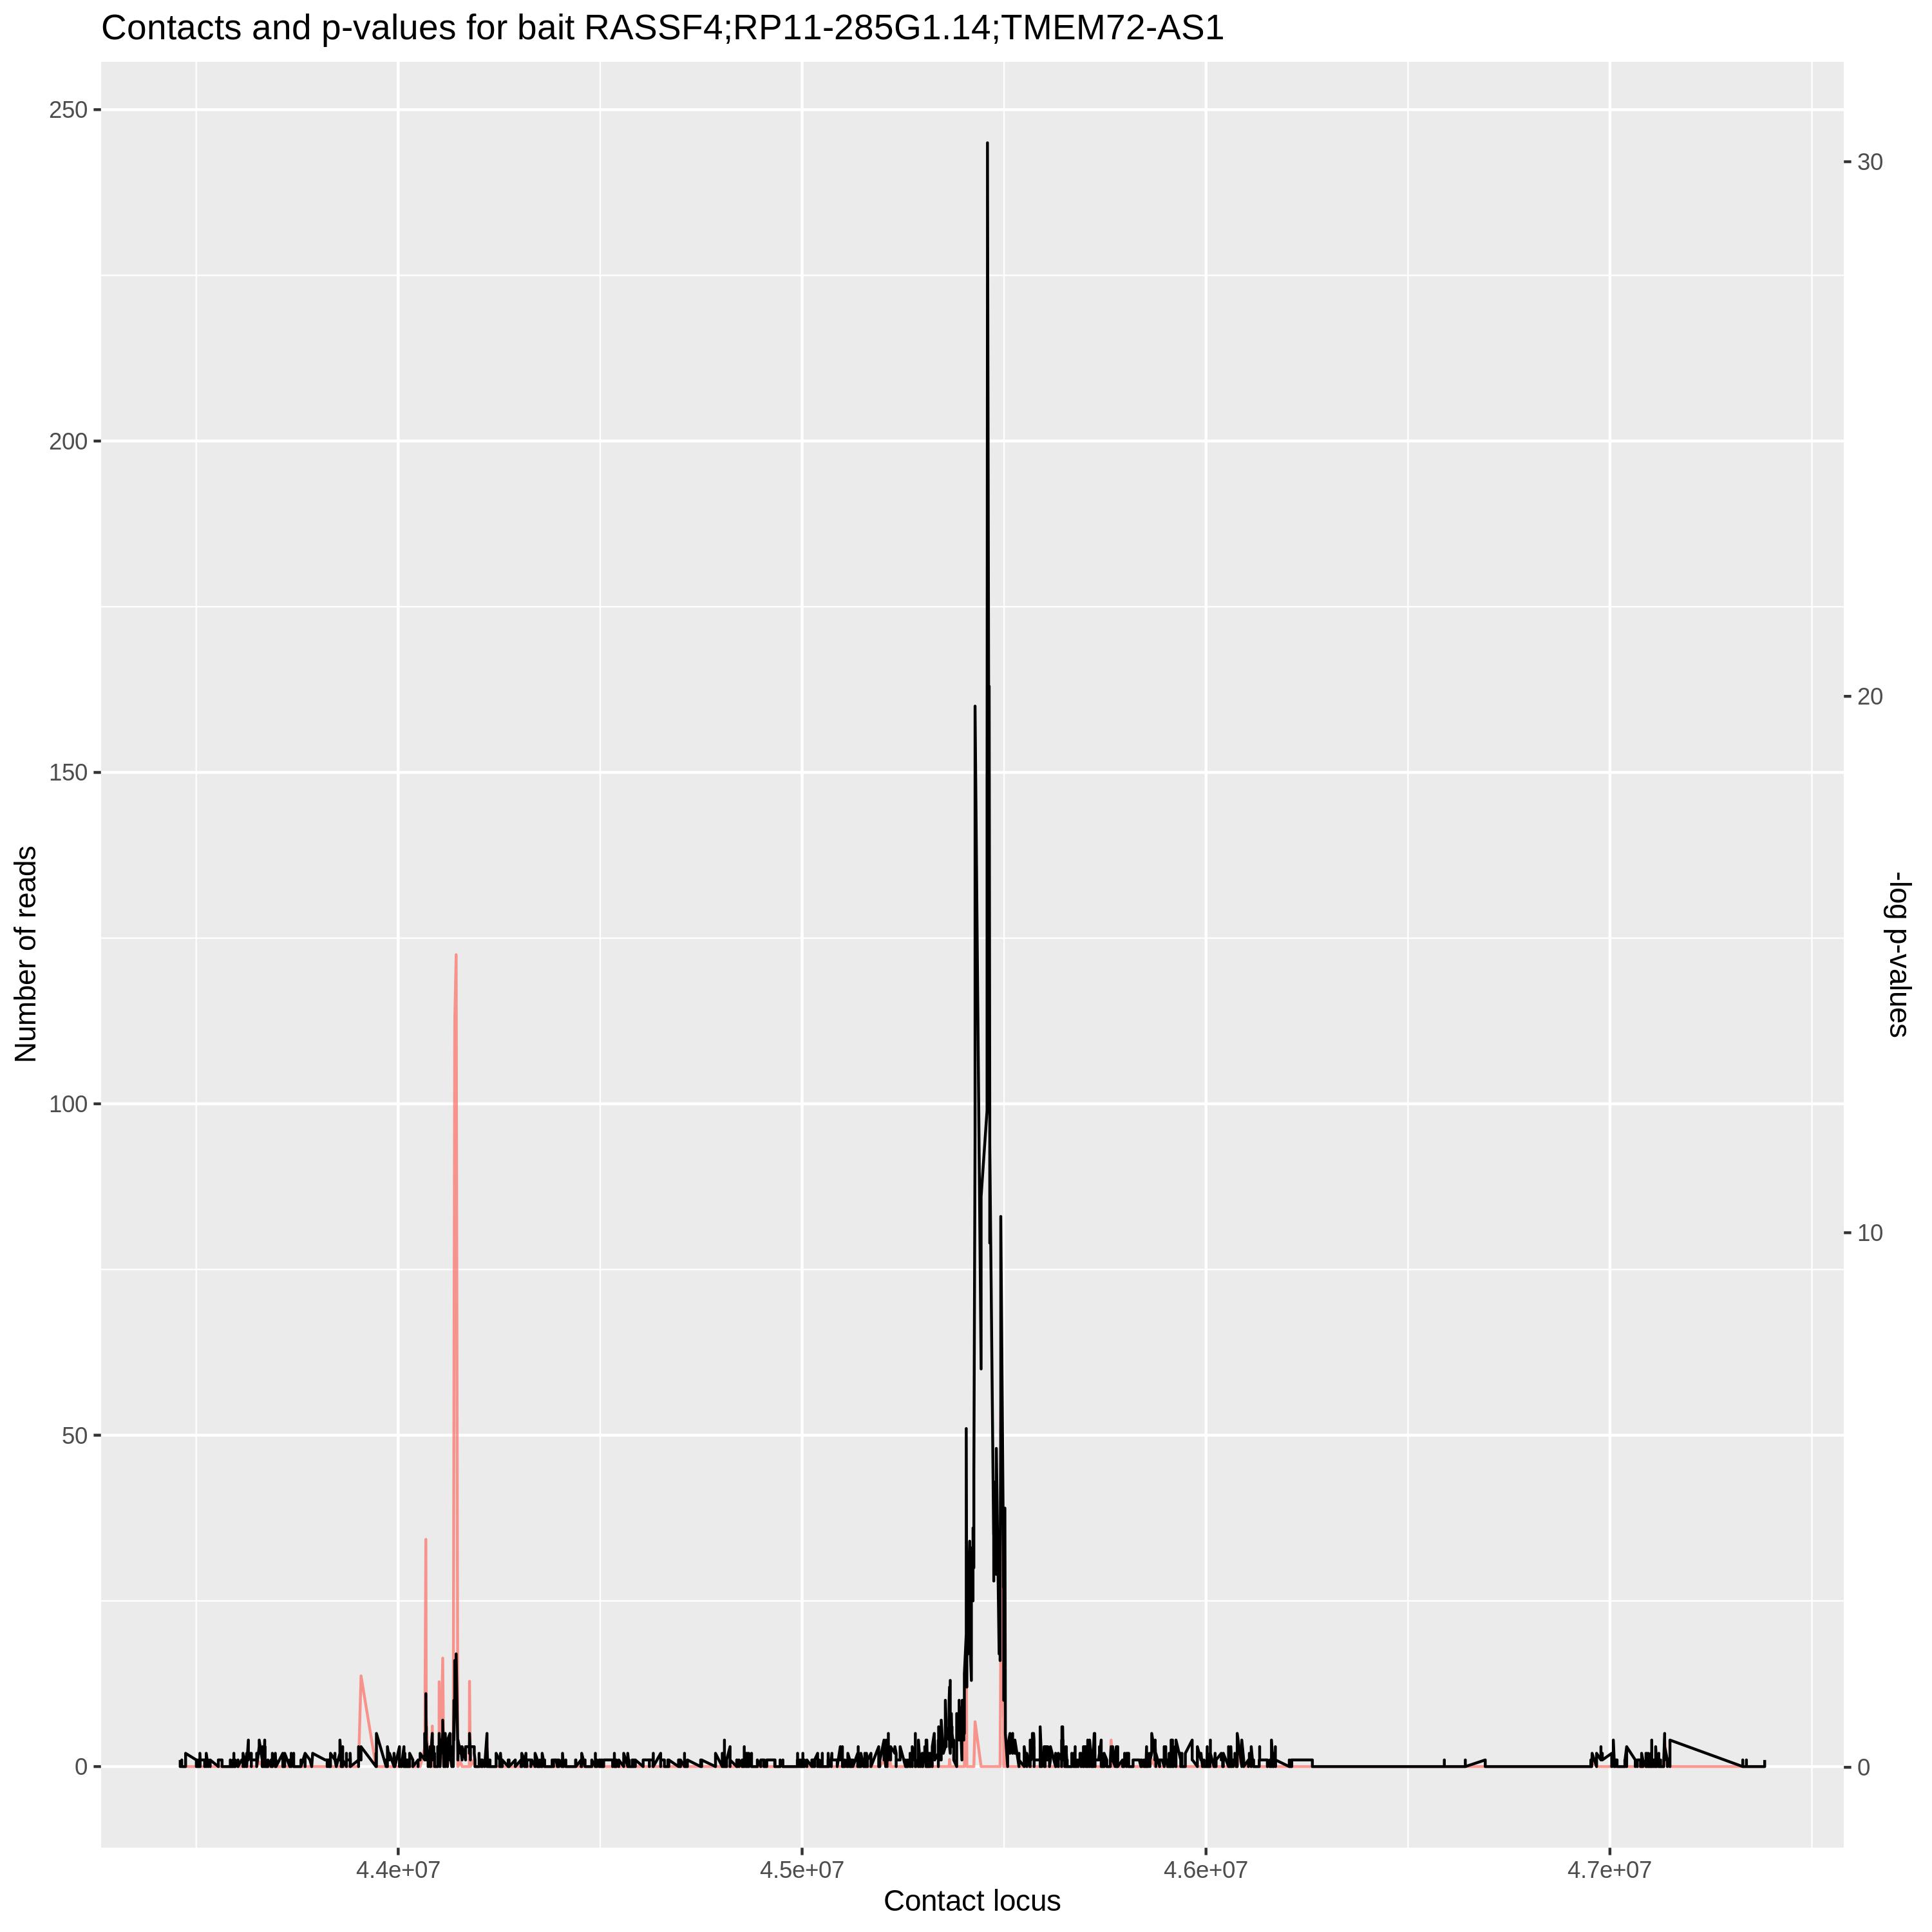 Contacts and p-values for bait RASSF4;RP11-285G1.14;TMEM72-AS1
250
200
150
100
50
0
Number of reads
30
20
10
0
-log p-values
4.4e+07
4.5e+07
4.6e+07
4.7e+07
Contact locus